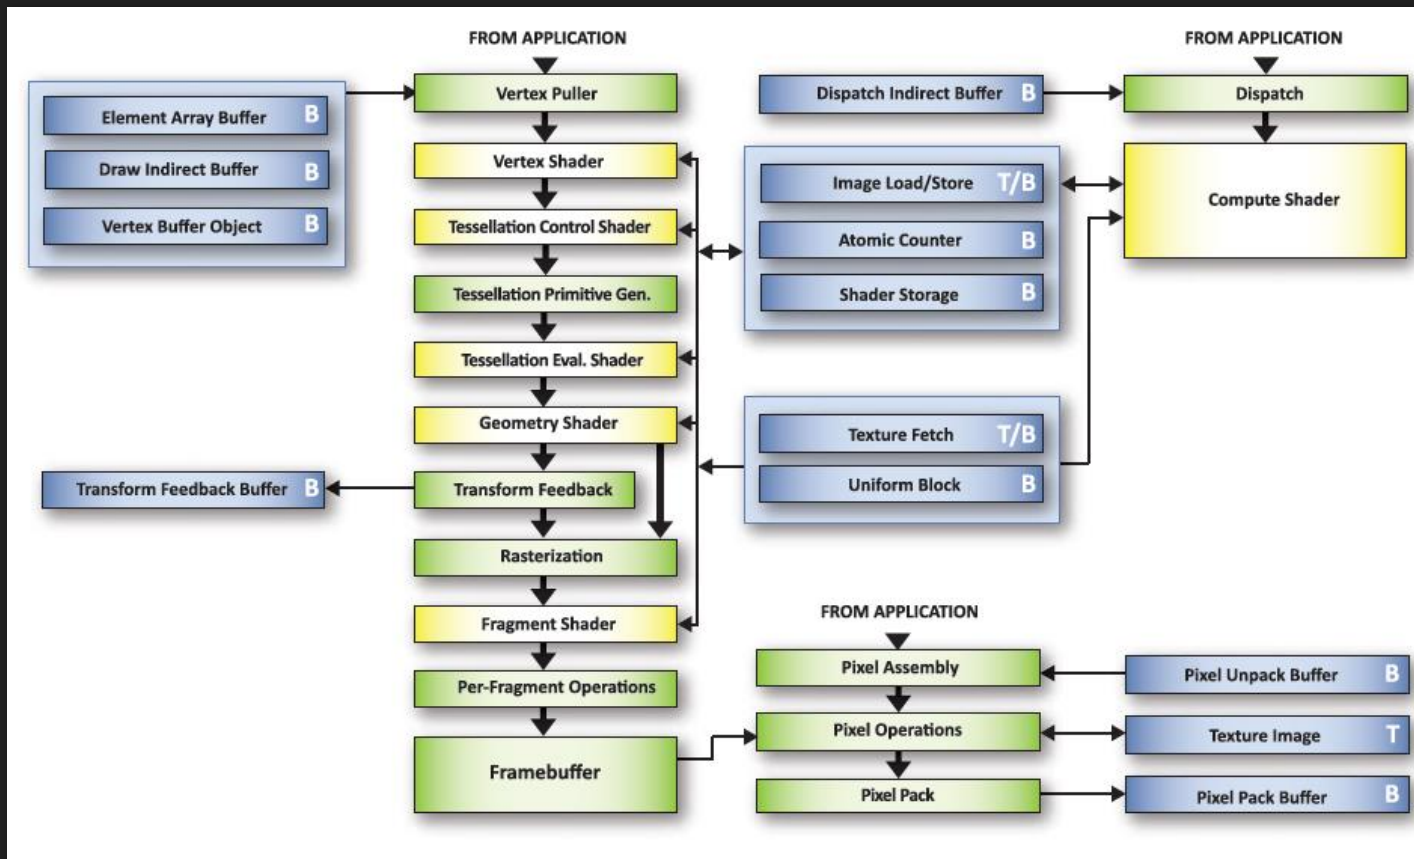 FROM APPLICATION
Vertex Puller
Element Array Buffer B
Draw Indirect Buffer B
Vertex Buffer Object B
Vertex Shader
Tessellation Control Shader
Tessellation Primitive Gen.
Tessellation Eval. Shader
Geometry Shader
Transform Feedback
Transform Feedback Buffer B
Rasterization
Fragment Shader
Per-Fragment Operations
Framebuffer
FROM APPLICATION
Dispatch Indirect Buffer B
Dispatch
Compute Shader
Image Load/Store T/B
Atomic Counter B
Shader Storage B
Texture Fetch T/B
Uniform Block B
FROM APPLICATION
Pixel Assembly
Pixel Unpack Buffer B
Pixel Operations
Texture Image T
Pixel Pack
Pixel Pack Buffer B